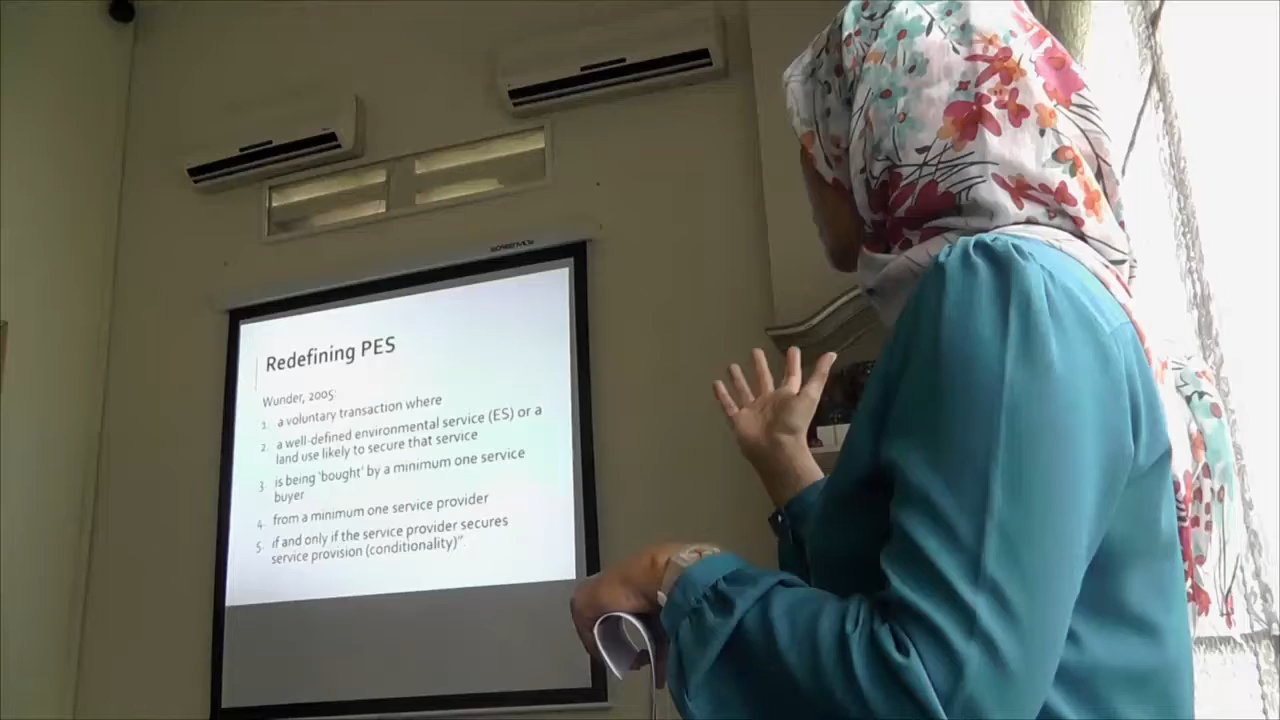 Redefining PES
Wunder, 2005:
1. a voluntary transaction where
2. a well-defined environmental service (ES) or a
land use likely to secure that service
3. is being 'bought' by a minimum one service
buyer
4. from a minimum one service provider
5. if and only if the service provider secures
service provision (conditionality)"